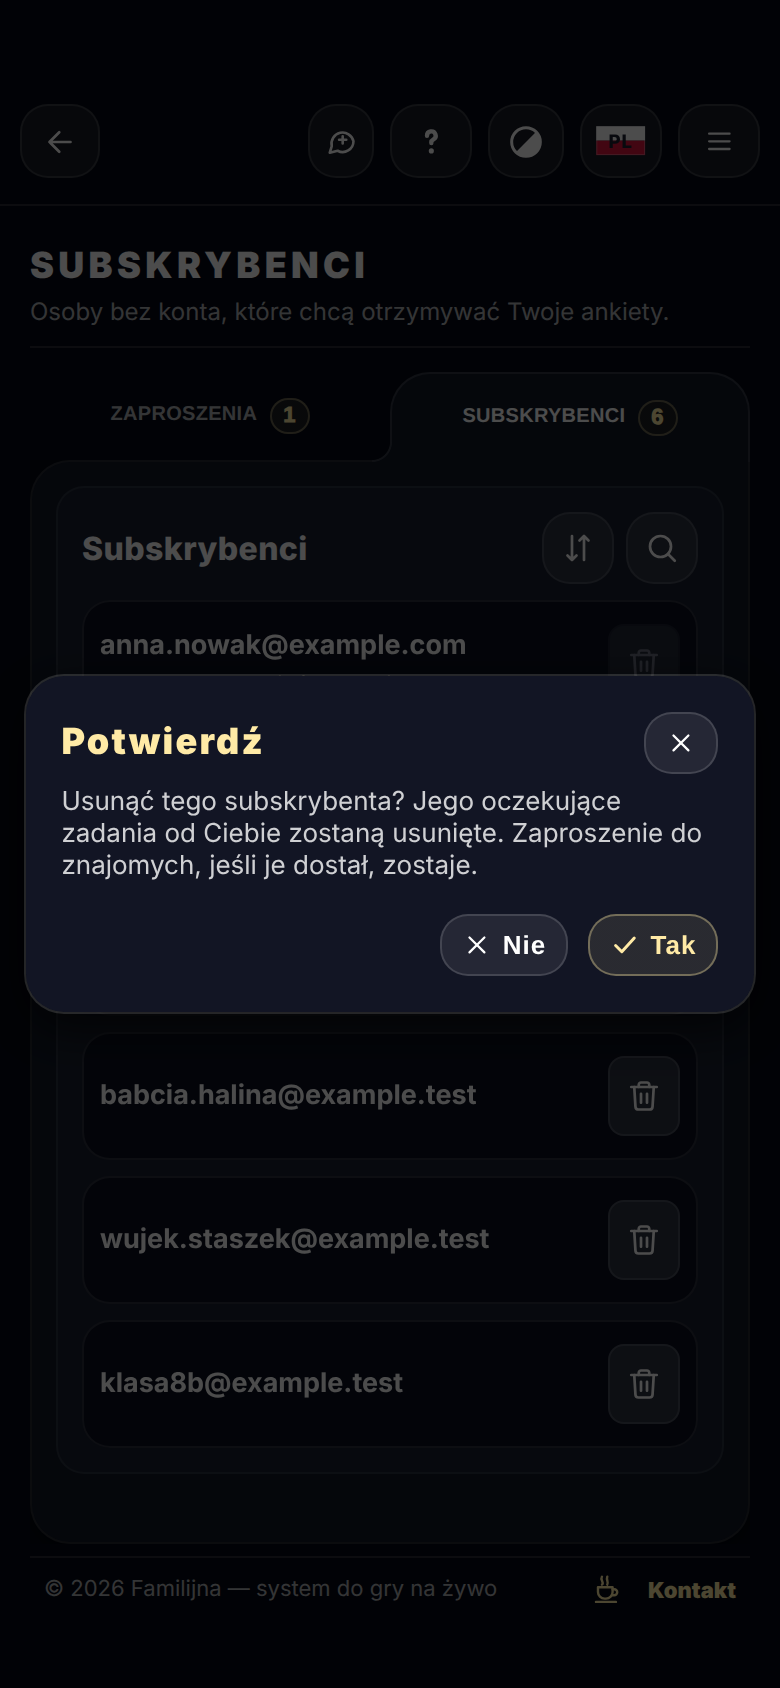 PL
SUBSKRYBENCI
Osoby bez konta, które chcą otrzymywać Twoje ankiety.
ZAPROSZENIA 1
SUBSKRYBENCI 6
Subskrybenci
anna.nowak@example.com
Potwierdź
Usunąć tego subskrybenta? Jego oczekujące
zadania od Ciebie zostaną usunięte. Zaproszenie do
znajomych, jeśli je dostał, zostaje.
Nie
Tak
babcia.halina@example.test
wujek.staszek@example.test
klasa8b@example.test
© 2026 Familijna — system do gry na żywo
Kontakt